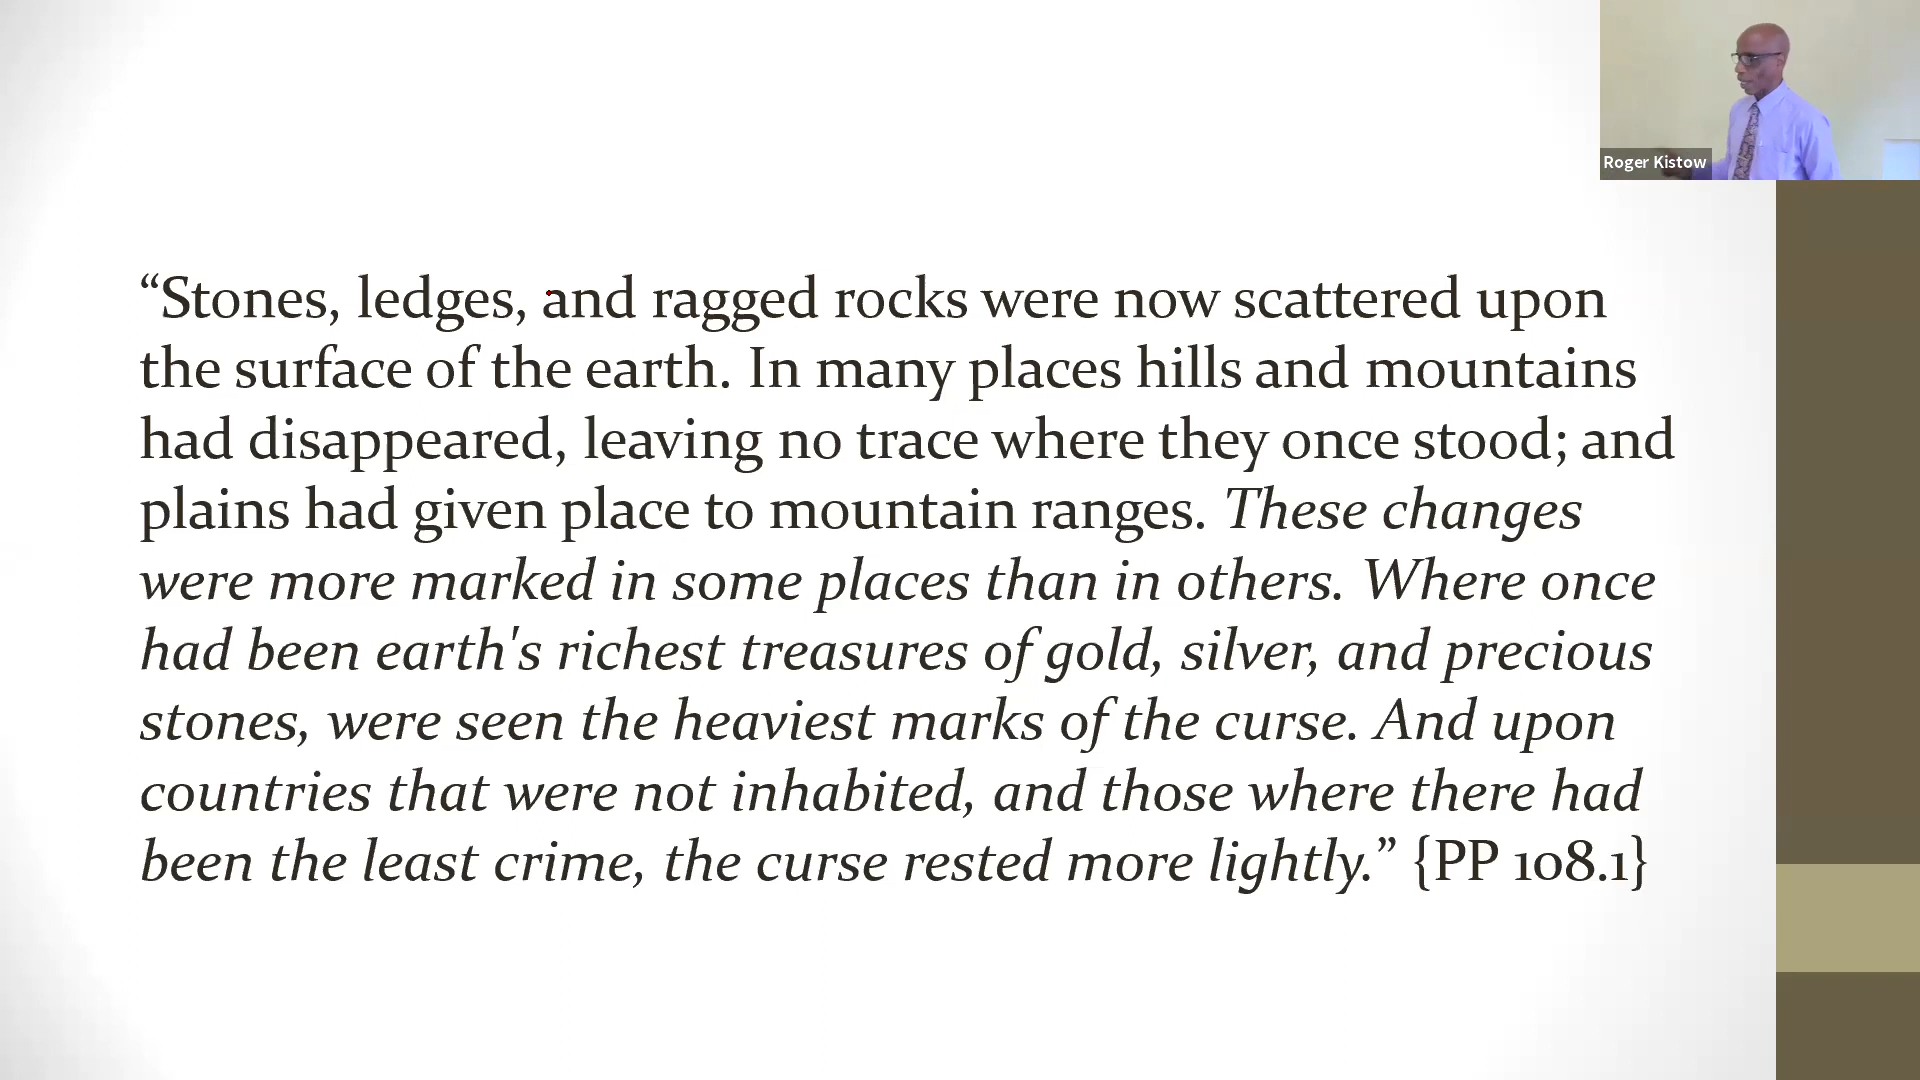 Roger Kistow
“Stones, ledges, and ragged rocks were now scattered upon
the surface of the earth. In many places hills and mountains
had disappeared, leaving no trace where they once stood; and
plains had given place to mountain ranges. These changes
were more marked in some places than in others. Where once
had been earth's richest treasures of gold, silver, and precious
stones, were seen the heaviest marks of the curse. And upon
countries that were not inhabited, and those where there had
been the least crime, the curse rested more lightly.” {PP 108.1}